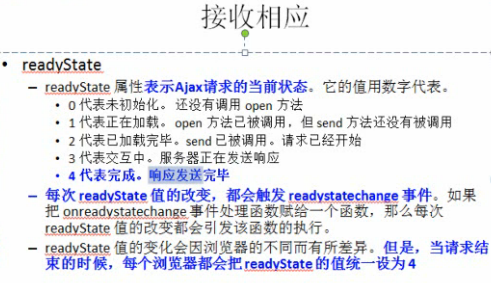 接收相应
• readyState
– readyState 属性表示Ajax请求的当前状态。它的值用数字代表。
• 0 代表未初始化。 还没有调用 open 方法
• 1 代表正在加载。 open 方法已被调用，但 send 方法还没有被调用
• 2 代表已加载完毕。send 已被调用。请求已经开始
• 3 代表交互中。服务器正在发送响应
• 4 代表完成。响应发送完毕
– 每次 readyState 值的改变，都会触发 readystatechange 事件。如果
把 onreadystatechange 事件处理函数赋给一个函数，那么每次
readyState 值的改变都会引发该函数的执行。
– readyState 值的变化会因浏览器的不同而有所差异。但是，当请求结
束的时候，每个浏览器都会把 readyState 的值统一设为 4